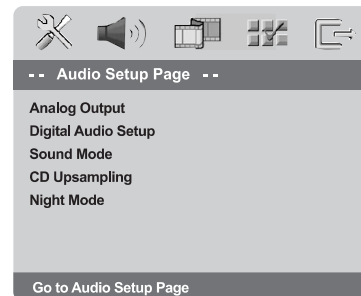 -- Audio Setup Page --
Analog Output
Digital Audio Setup
Sound Mode
CD Upsampling
Night Mode
Go to Audio Setup Page